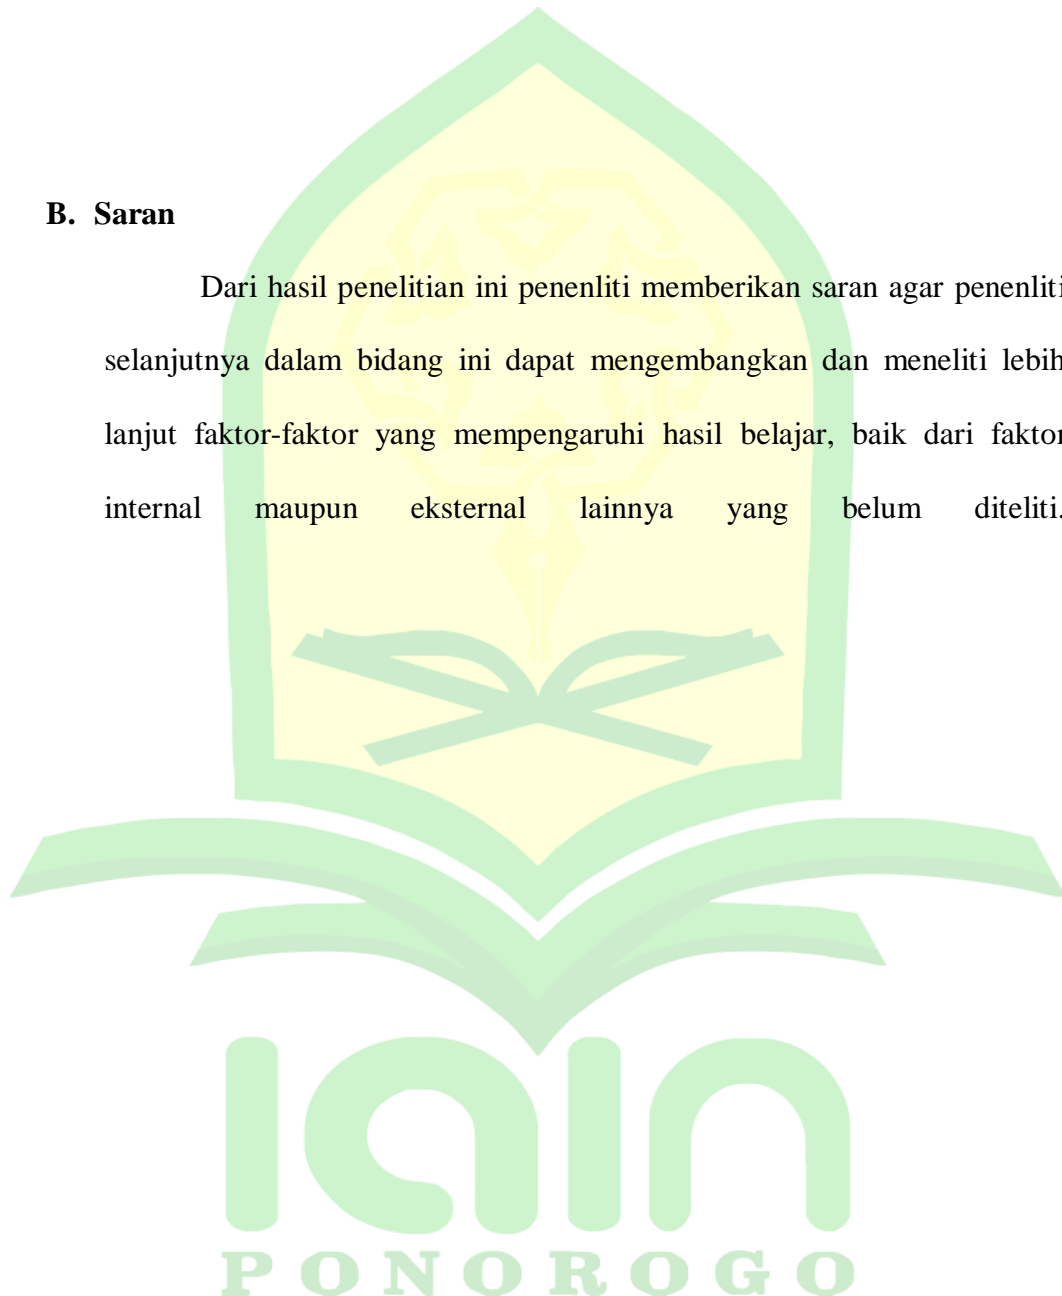 B. Saran
Dari hasil penelitian ini penenliti memberikan saran agar penenliti
selanjutnya dalam bidang ini dapat mengembangkan dan meneliti lebih
lanjut faktor-faktor yang mempengaruhi hasil belajar, baik dari faktor
internal maupun eksternal lainnya yang belum diteliti.
iain
PONOROGO